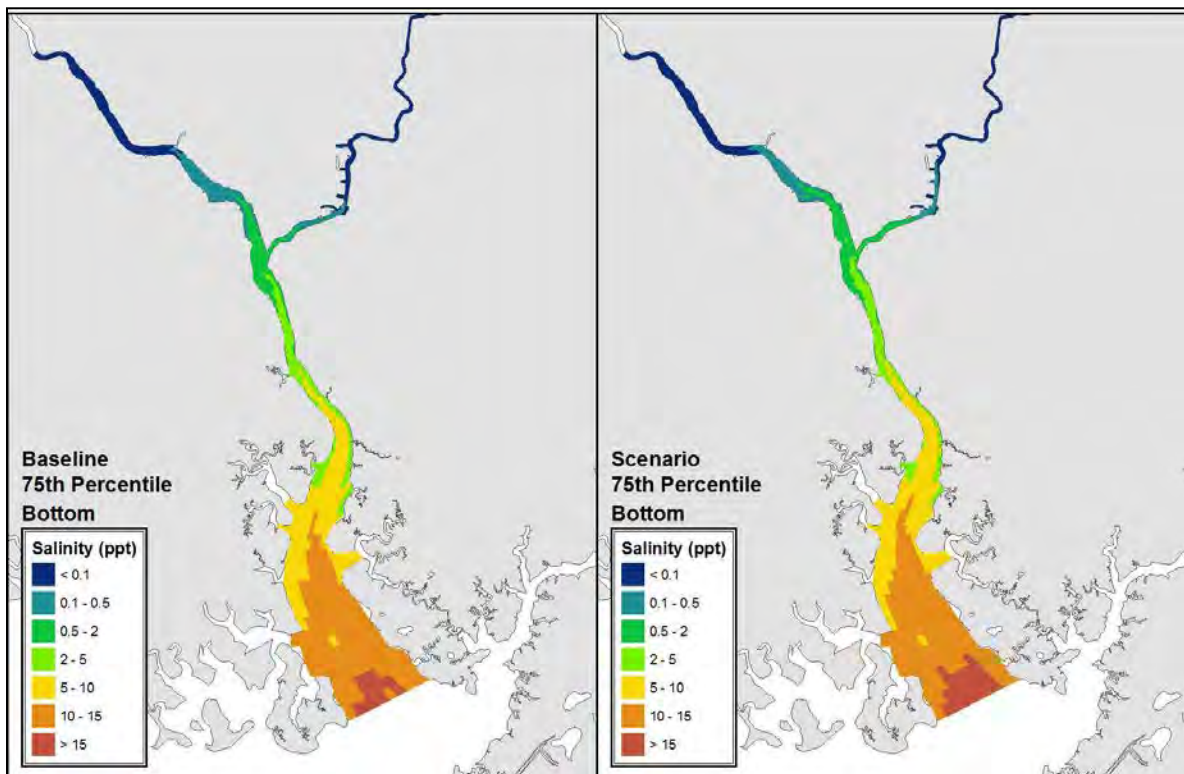 Baseline
75th Percentile
Bottom
Salinity (ppt)
< 0.1
0.1 - 0.5
0.5 - 2
2 - 5
5 - 10
10 - 15
> 15
Scenario
75th Percentile
Bottom
Salinity (ppt)
< 0.1
0.1 - 0.5
0.5 - 2
2 - 5
5 - 10
10 - 15
> 15